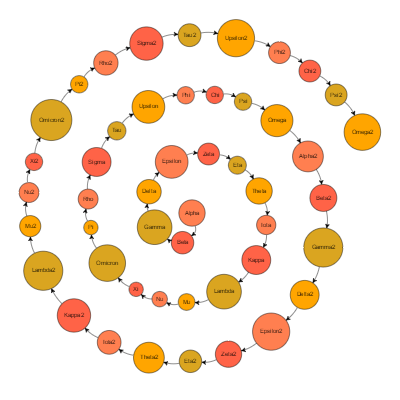 Alpha
Beta
Gamma
Delta
Epsilon
Zeta
Eta
Theta
Iota
Kappa
Lambda
Mu
Nu
Xi
Omicron
Pi
Rho
Sigma
Tau
Upsilon
Phi
Chi
Psi
Omega
Alpha2
Beta2
Gamma2
Delta2
Epsilon2
Zeta2
Eta2
Theta2
Iota2
Kappa2
Lambda2
Mu2
Nu2
Xi2
Omicron2
Pi2
Rho2
Sigma2
Tau2
Upsilon2
Phi2
Chi2
Psi2
Omega2